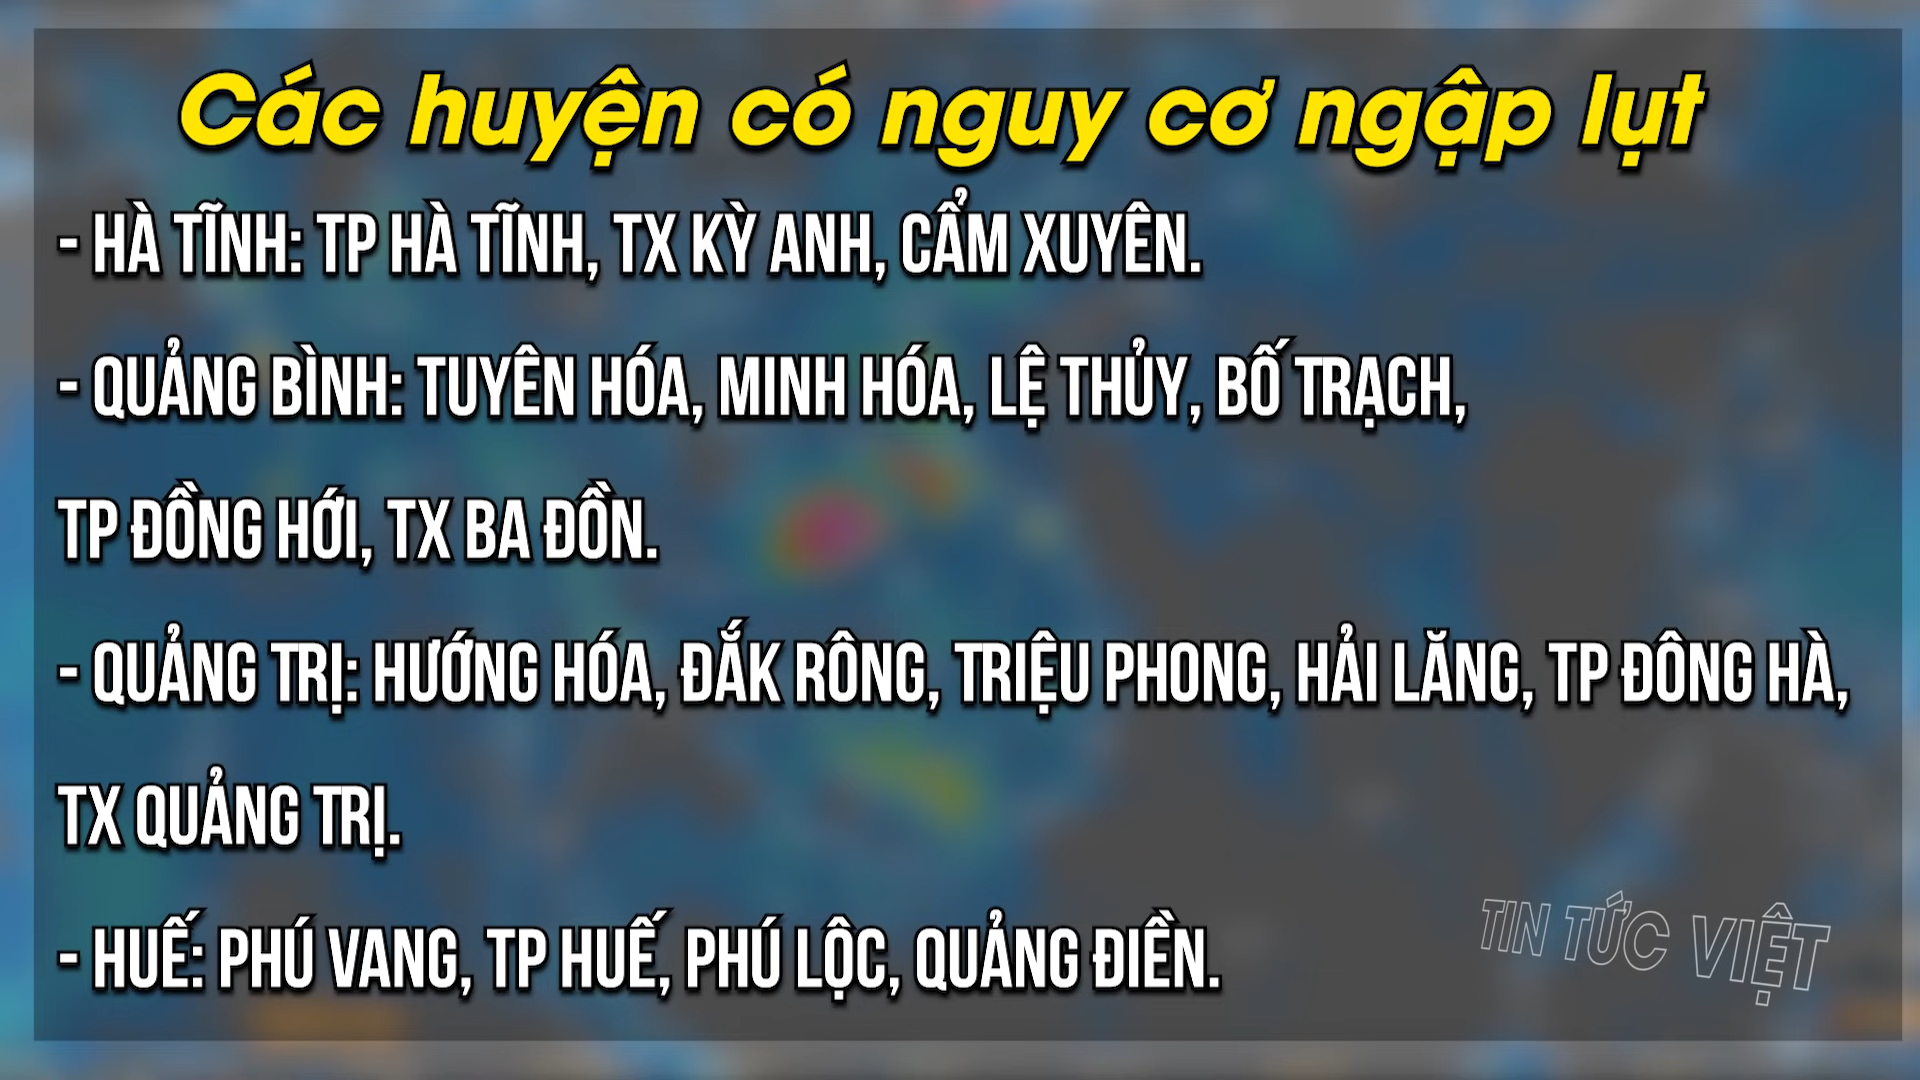 Các huyện có nguy cơ ngập lụt
- HÀ TĨNH: TP HÀ TĨNH, TX KỲ ANH, CẨM XUYÊN.
- QUẢNG BÌNH: TUYÊN HÓA, MINH HÓA, LỆ THỦY, BỐ TRẠCH,
TP ĐỒNG HỚI, TX BA ĐỒN.
- QUẢNG TRỊ: HƯỚNG HÓA, ĐẮK RÔNG, TRIỆU PHONG, HẢI LĂNG, TP ĐÔNG HÀ,
TX QUẢNG TRỊ.
- HUẾ: PHÚ VANG, TP HUẾ, PHÚ LỘC, QUẢNG ĐIỀN.
TIN TỨC VIỆT